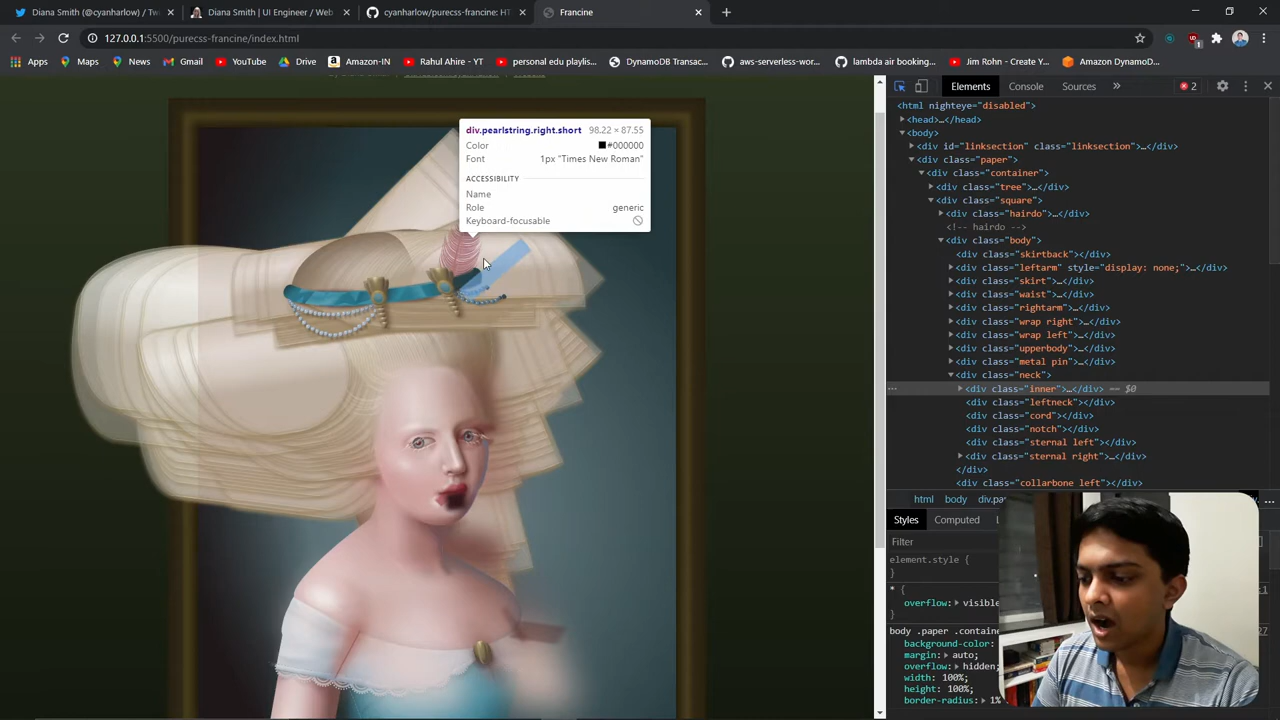 Diana Smith (@cyanharlow) / Tw
Diana Smith | UI Engineer / Web
cyanharlow/purecss-francine: HT
Francine
127.0.0.1:5500/purecss-francine/index.html
Apps
Maps
News
Gmail
YouTube
Drive
Amazon-IN
Rahul Ahire - YT
personal edu playlis...
DynamoDB Transac...
aws-serverless-wor...
lambda air booking...
Jim Rohn - Create Y...
Amazon DynamoD...
Elements
Console
Sources
»
2
div.pearlstring.right.short 98.22 × 87.55
Color #000000
Font 1px "Times New Roman"
ACCESSIBILITY
Name
Role generic
Keyboard-focusable
<html nighteye="disabled">
<head>…</head>
<body>
<div id="linksection" class="linksection">…</div>
<div class="paper">
<div class="container">
<div class="tree">…</div>
<div class="square">
<div class="hairdo">…</div>
<!-- hairdo -->
<div class="body">
<div class="skirtback"></div>
<div class="leftarm" style="display: none;">…</div>
<div class="skirt">…</div>
<div class="waist">…</div>
<div class="rightarm">…</div>
<div class="wrap right">…</div>
<div class="wrap left">…</div>
<div class="upperbody">…</div>
<div class="metal pin">…</div>
<div class="neck">
<div class="inner">…</div> == $0
<div class="leftneck"></div>
<div class="cord"></div>
<div class="notch"></div>
<div class="sternal left"></div>
<div class="sternal right">…</div>
</div>
<div class="collarbone left"></div>
html body div.pa
Styles Computed
Filter
element.style {
}
* {
overflow: visible
}
body .paper .containe
background-color:
margin: auto;
overflow: hidden;
width: 100%;
height: 100%;
border-radius: 1%